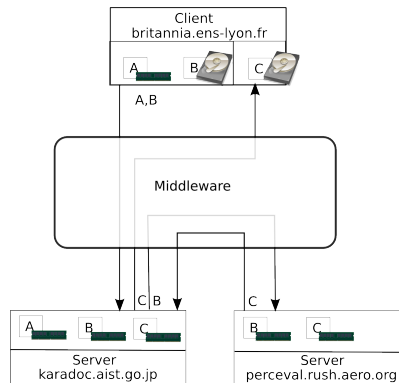 Client
britannia.ens-lyon.fr
A B C
A,B
Middleware
C B C
A B C B C
Server Server
karadoc.aist.go.jp perceval.rush.aero.org